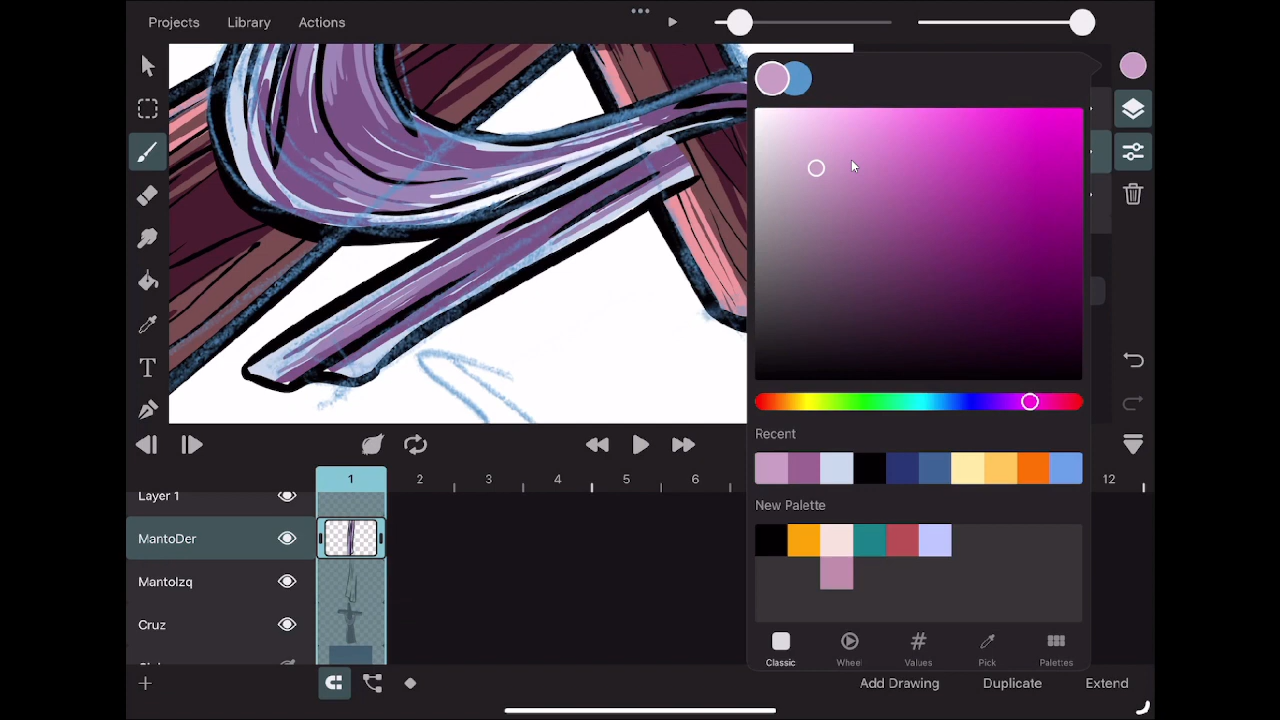 Projects Library Actions
T
Recent
New Palette
1 2 3 4 5 6 12
Layer 1
MantoDer
MantoIzq
Cruz
Classic Wheel # Values Pick Palettes
+ Add Drawing Duplicate Extend